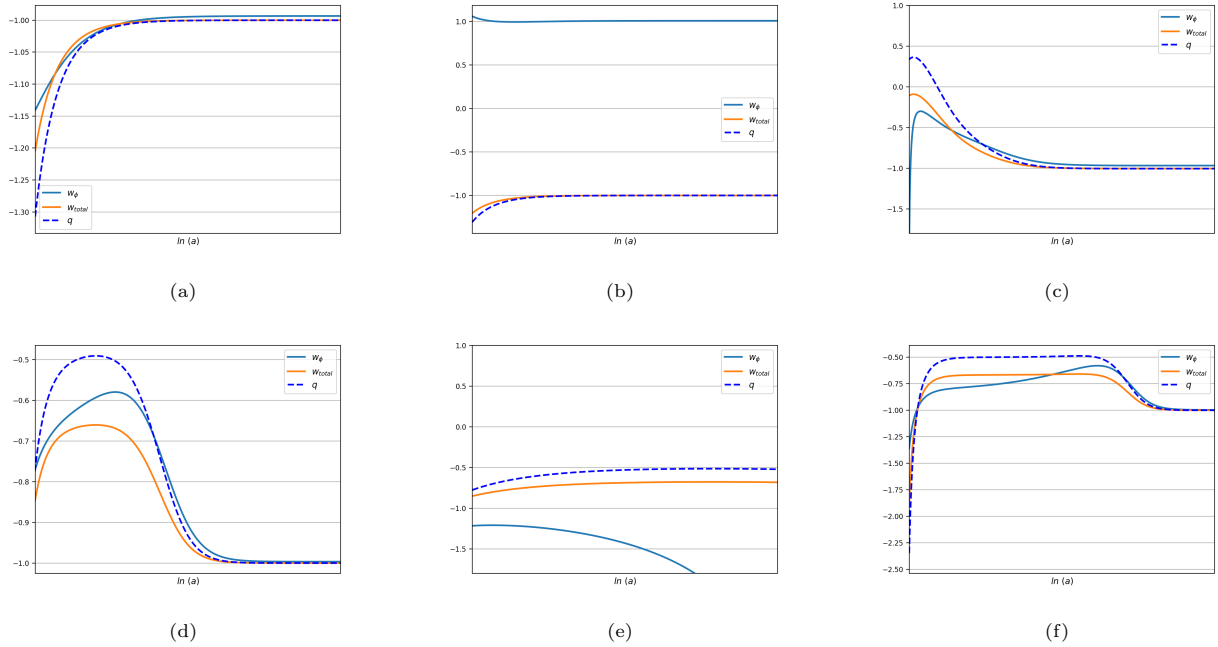 −1.00
−1.05
−1.10
−1.15
−1.20
−1.25
−1.30
w_ϕ
w_total
q
ln (a)
(a)
1.0
0.5
0.0
−0.5
−1.0
w_ϕ
w_total
q
ln (a)
(b)
1.0
0.5
0.0
−0.5
−1.0
−1.5
w_ϕ
w_total
q
ln (a)
(c)
−0.5
−0.6
−0.7
−0.8
−0.9
−1.0
w_ϕ
w_total
q
ln (a)
(d)
1.0
0.5
0.0
−0.5
−1.0
−1.5
w_ϕ
w_total
q
ln (a)
(e)
−0.50
−0.75
−1.00
−1.25
−1.50
−1.75
−2.00
−2.25
−2.50
w_ϕ
w_total
q
ln (a)
(f)